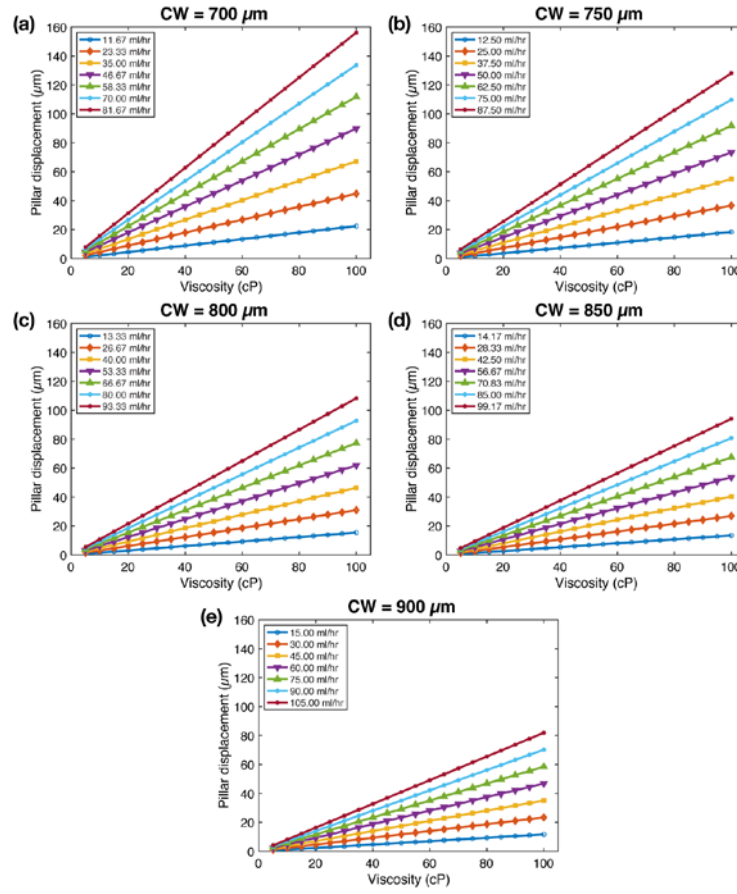 (a)
CW = 700 µm
Pillar displacement (µm)
160
140
120
100
80
60
40
20
0
11.67 ml/hr
23.33 ml/hr
35.00 ml/hr
46.67 ml/hr
58.33 ml/hr
70.00 ml/hr
81.67 ml/hr
0 20 40 60 80 100
Viscosity (cP)
(b)
CW = 750 µm
Pillar displacement (µm)
160
140
120
100
80
60
40
20
0
12.50 ml/hr
25.00 ml/hr
37.50 ml/hr
50.00 ml/hr
62.50 ml/hr
75.00 ml/hr
87.50 ml/hr
0 20 40 60 80 100
Viscosity (cP)
(c)
CW = 800 µm
Pillar displacement (µm)
160
140
120
100
80
60
40
20
0
13.33 ml/hr
26.67 ml/hr
40.00 ml/hr
53.33 ml/hr
66.67 ml/hr
80.00 ml/hr
93.33 ml/hr
0 20 40 60 80 100
Viscosity (cP)
(d)
CW = 850 µm
Pillar displacement (µm)
160
140
120
100
80
60
40
20
0
14.17 ml/hr
28.33 ml/hr
42.50 ml/hr
56.67 ml/hr
70.83 ml/hr
85.00 ml/hr
99.17 ml/hr
0 20 40 60 80 100
Viscosity (cP)
(e)
CW = 900 µm
Pillar displacement (µm)
160
140
120
100
80
60
40
20
0
15.00 ml/hr
30.00 ml/hr
45.00 ml/hr
60.00 ml/hr
75.00 ml/hr
90.00 ml/hr
105.00 ml/hr
0 20 40 60 80 100
Viscosity (cP)